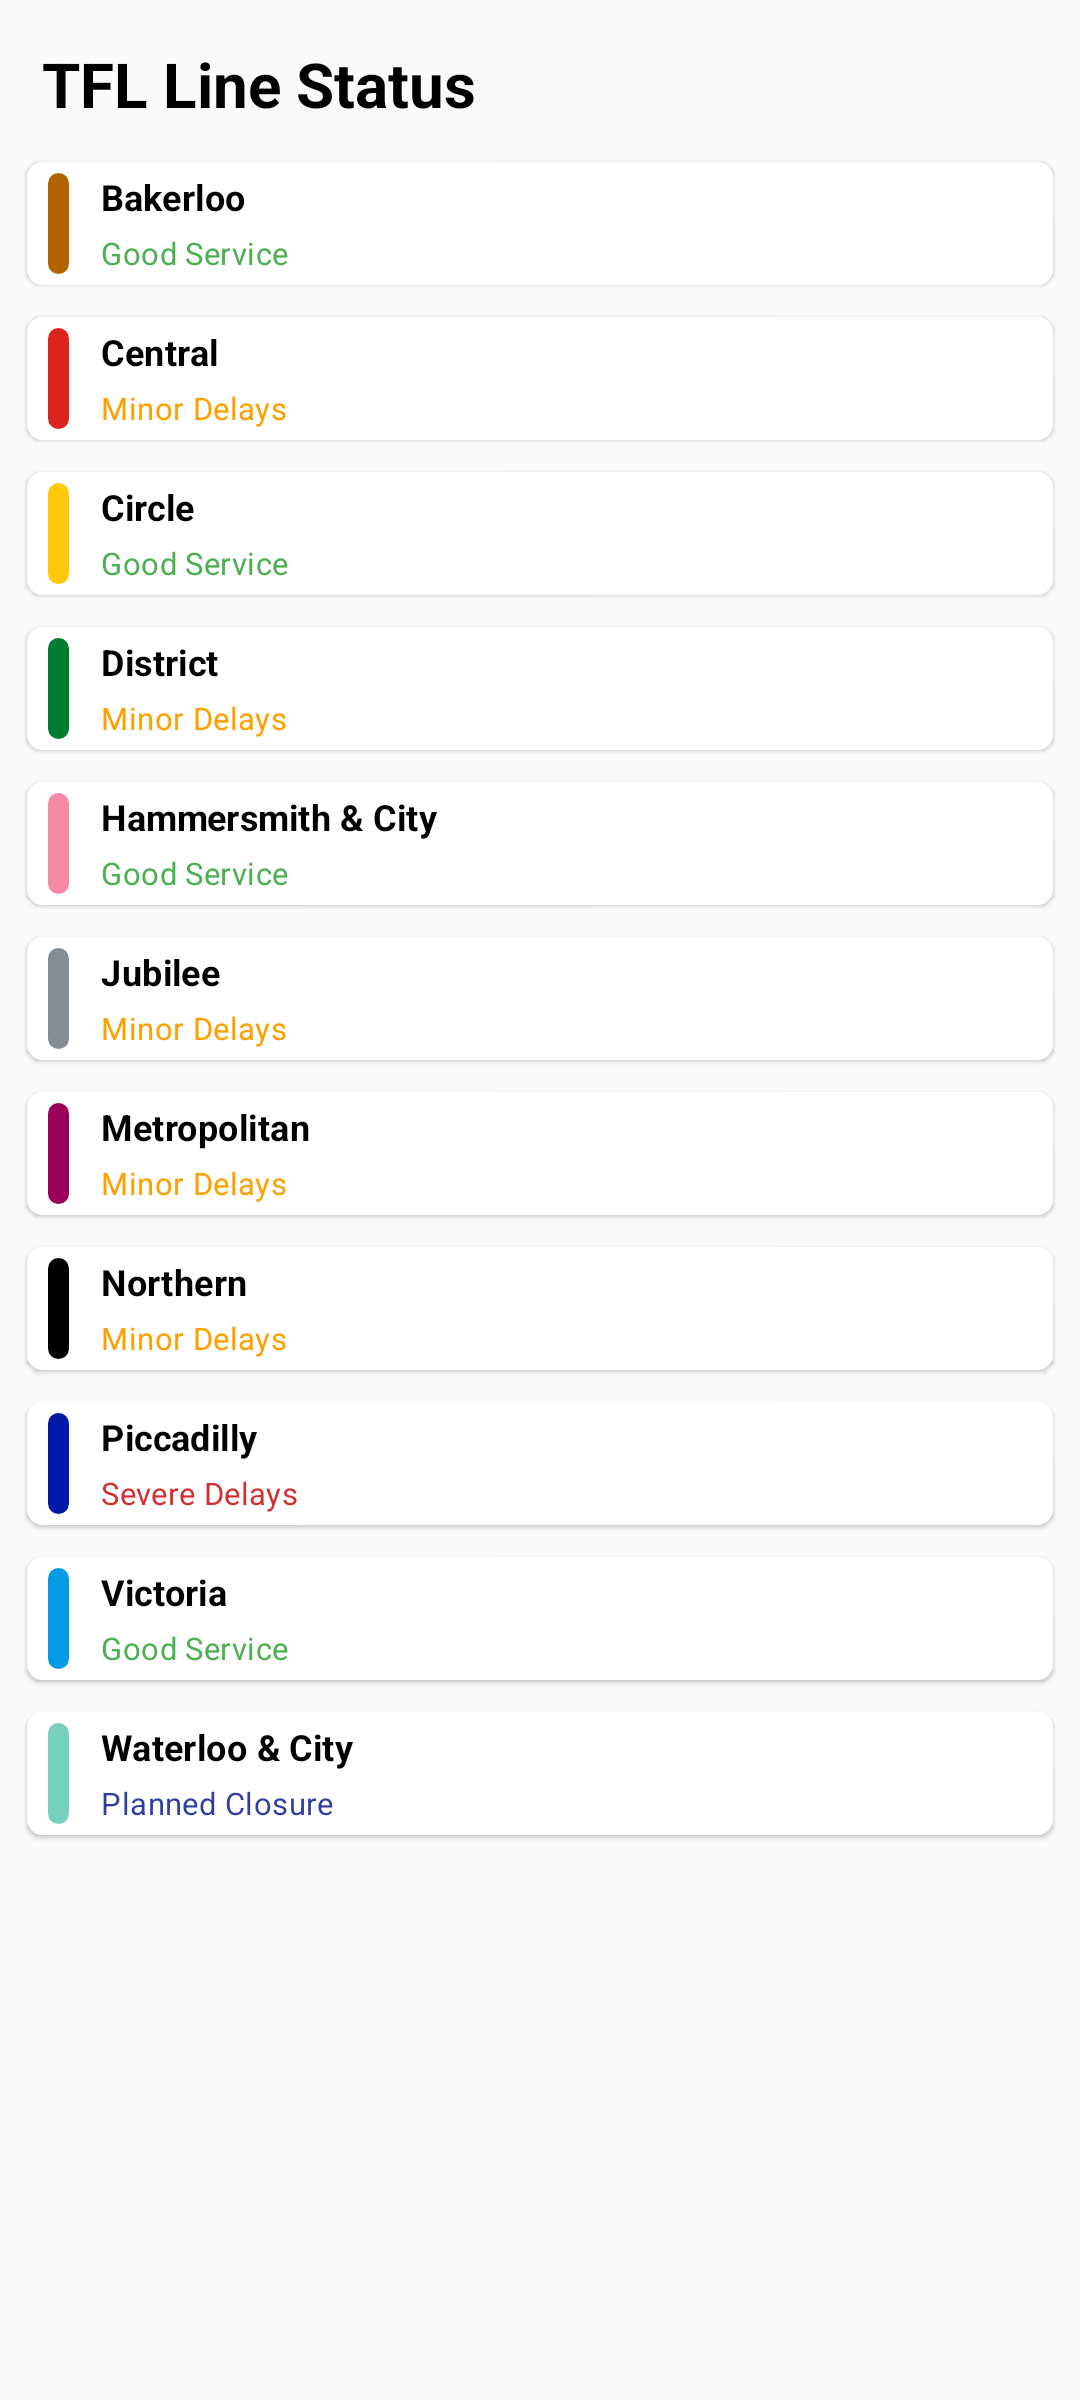 TFL Line Status
Bakerloo
Good Service
Central
Minor Delays
Circle
Good Service
District
Minor Delays
Hammersmith & City
Good Service
Jubilee
Minor Delays
Metropolitan
Minor Delays
Northern
Minor Delays
Piccadilly
Severe Delays
Victoria
Good Service
Waterloo & City
Planned Closure